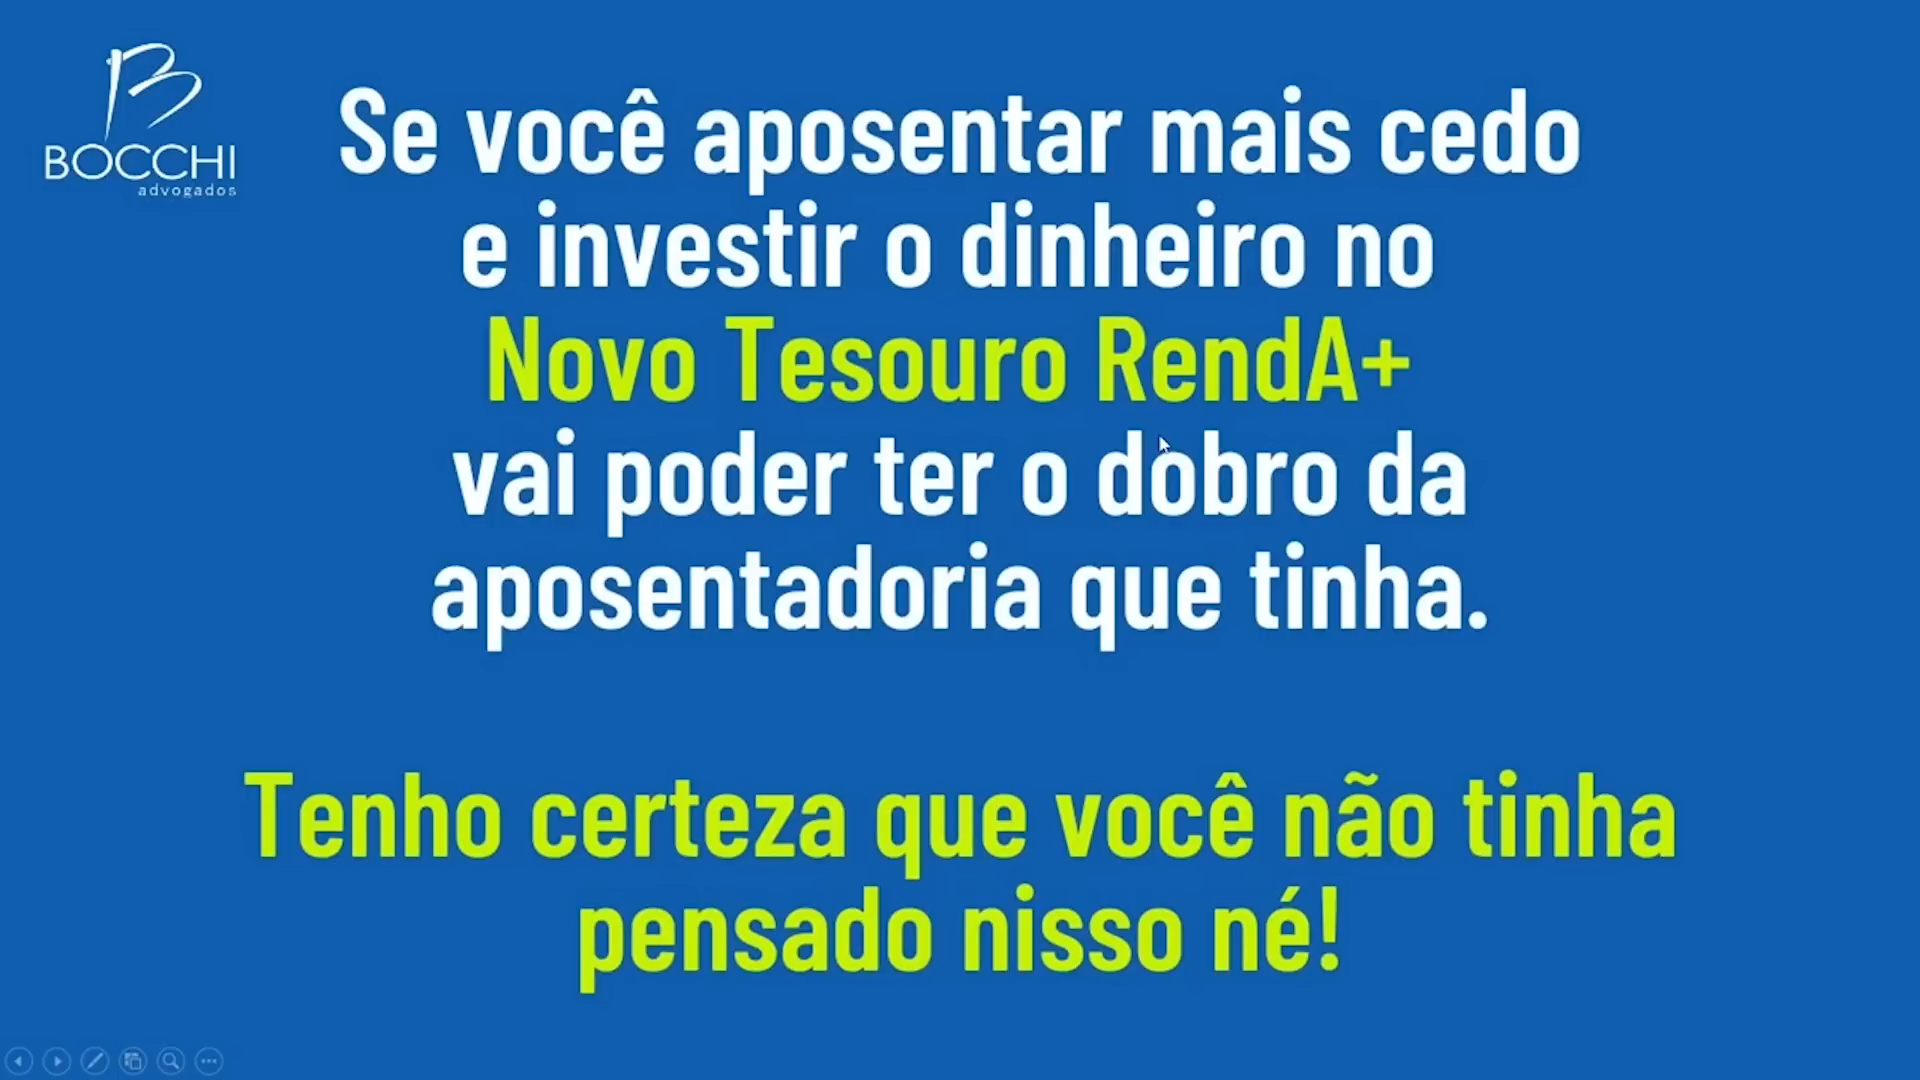 BOCCHI
advogados
Se você aposentar mais cedo
e investir o dinheiro no
Novo Tesouro RendA+
vai poder ter o dobro da
aposentadoria que tinha.
Tenho certeza que você não tinha
pensado nisso né!